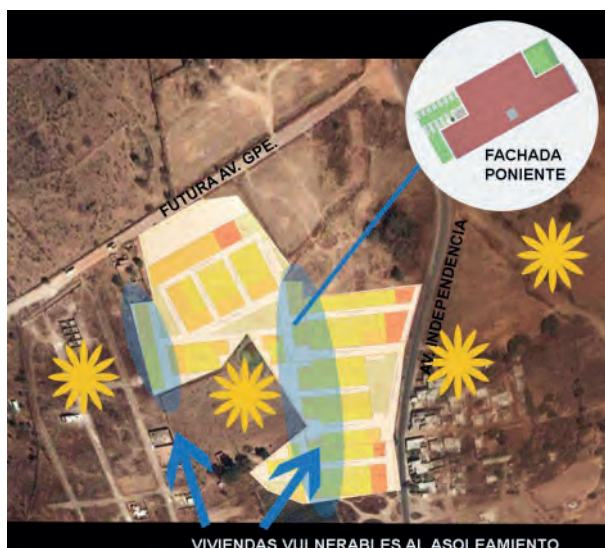 FACHADA
PONIENTE
FUTURA AV. GPE.
AV. INDEPENDENCIA
VIVIENDAS VULNERABLES AL ASOLEAMIENTO